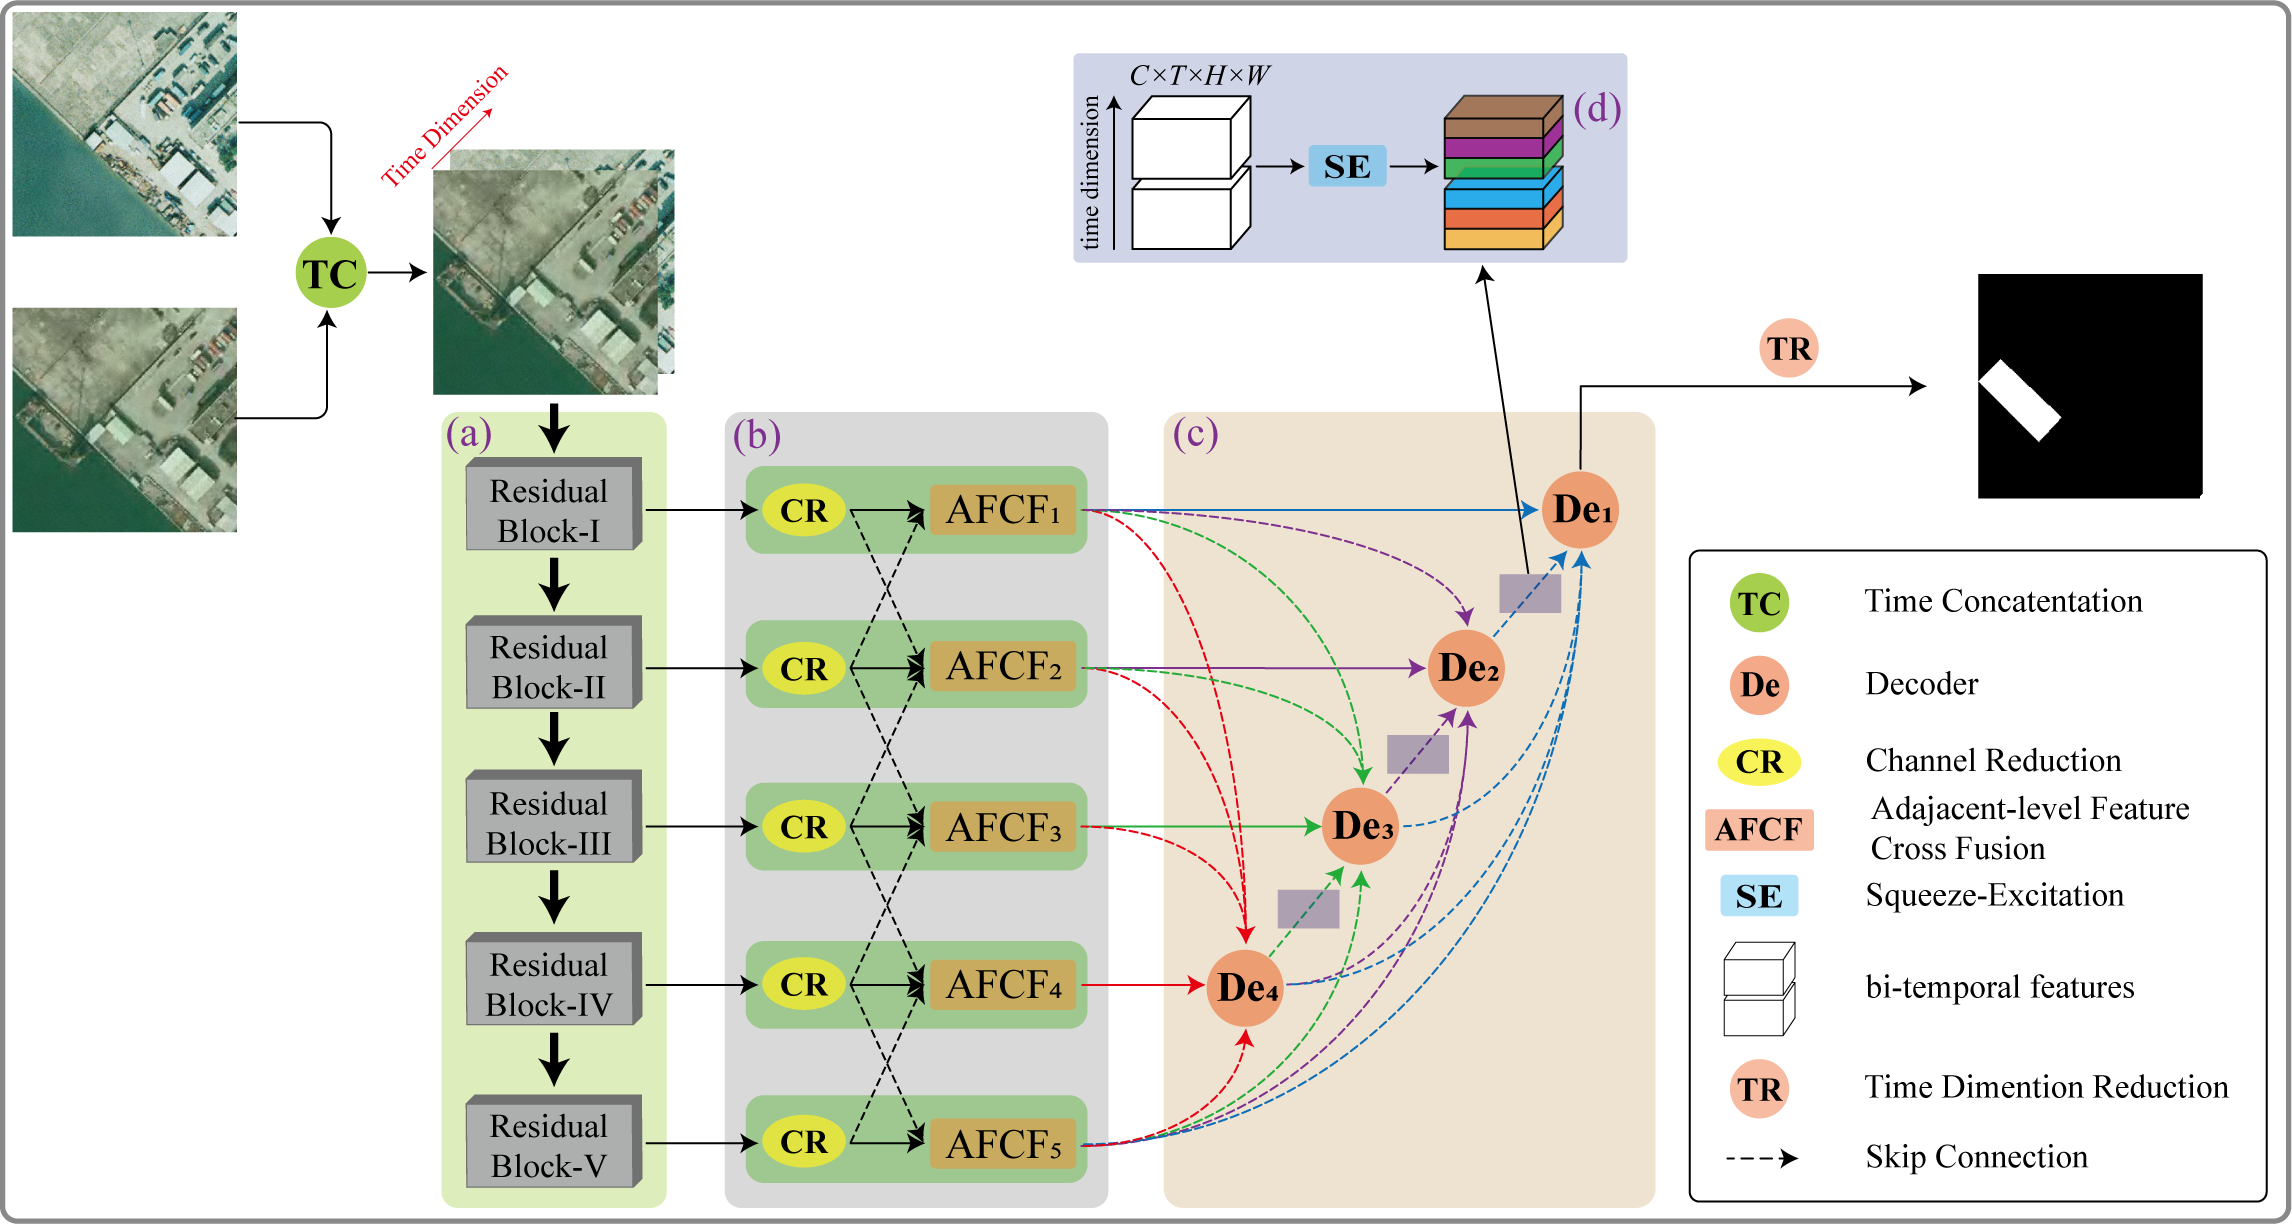 Time Dimension
TC
C×T×H×W
time dimension
SE
(d)
TR
(a)
Residual
Block-I
Residual
Block-II
Residual
Block-III
Residual
Block-IV
Residual
Block-V
(b)
CR
AFCF₁
CR
AFCF₂
CR
AFCF₃
CR
AFCF₄
CR
AFCF₅
(c)
De₁
De₂
De₃
De₄
TC
Time Concatentation
De
Decoder
CR
Channel Reduction
AFCF
Adajacent-level Feature
Cross Fusion
SE
Squeeze-Excitation
bi-temporal features
TR
Time Dimention Reduction
Skip Connection